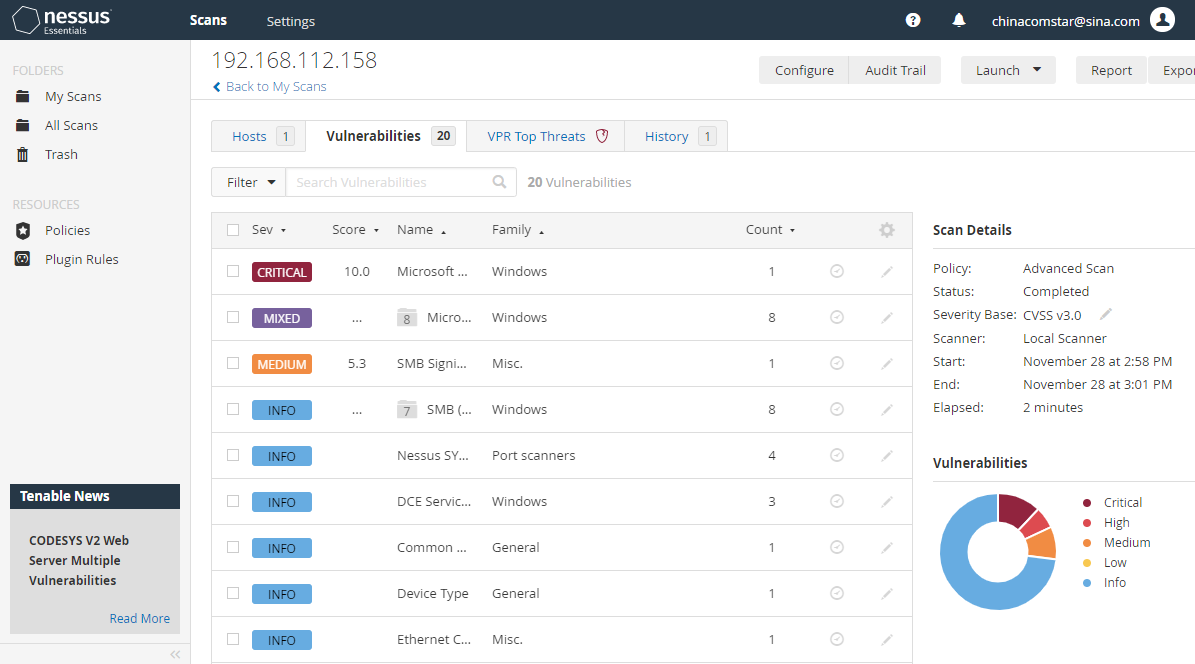 nessus
Essentials
Scans
Settings
chinacomstar@sina.com
FOLDERS
My Scans
All Scans
Trash
RESOURCES
Policies
Plugin Rules
Tenable News
CODESYS V2 Web
Server Multiple
Vulnerabilities
Read More
192.168.112.158
Back to My Scans
Configure
Audit Trail
Launch
Report
Expo
Hosts 1
Vulnerabilities 20
VPR Top Threats
History 1
Filter
Search Vulnerabilities
20 Vulnerabilities
Sev Score Name Family Count
CRITICAL 10.0 Microsoft ... Windows 1
MIXED ... 8 Micro... Windows 8
MEDIUM 5.3 SMB Signi... Misc. 1
INFO ... 7 SMB (... Windows 8
INFO Nessus SY... Port scanners 4
INFO DCE Servic... Windows 3
INFO Common ... General 1
INFO Device Type General 1
INFO Ethernet C... Misc. 1
Scan Details
Policy: Advanced Scan
Status: Completed
Severity Base: CVSS v3.0
Scanner: Local Scanner
Start: November 28 at 2:58 PM
End: November 28 at 3:01 PM
Elapsed: 2 minutes
Vulnerabilities
Critical
High
Medium
Low
Info